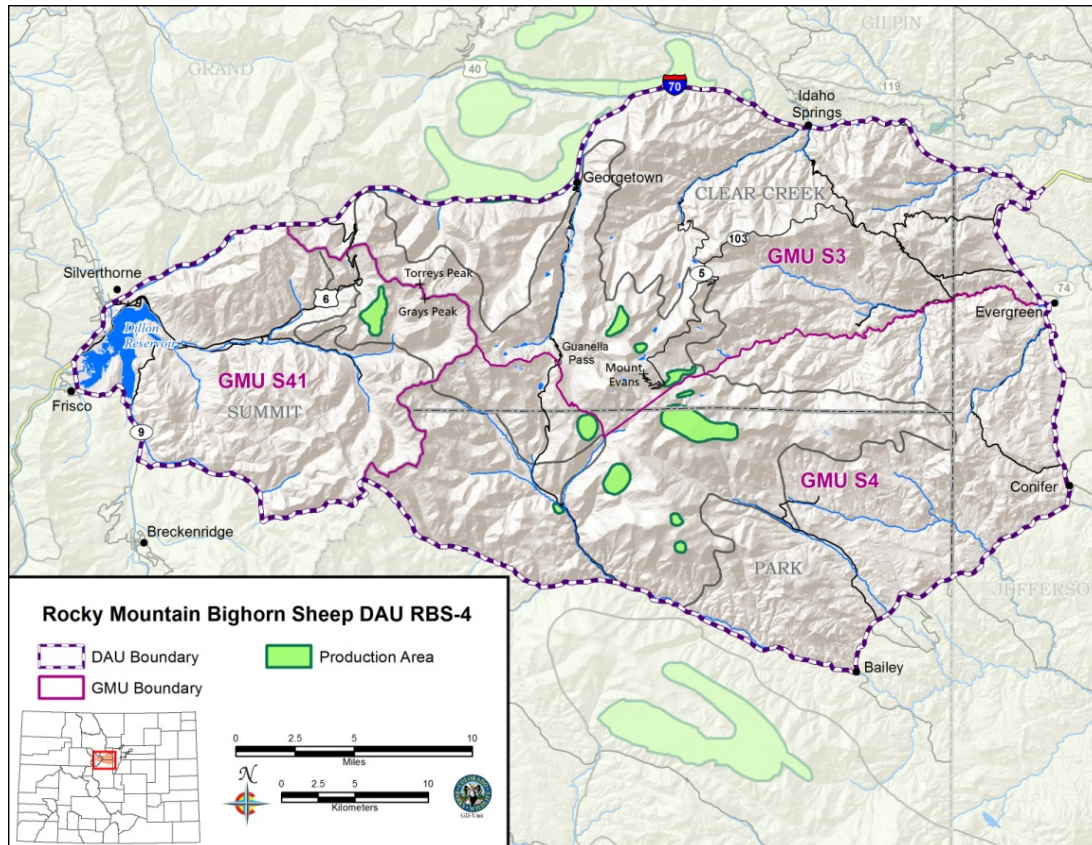 GILPIN
GRAND
40
70
119
Idaho
Springs
Georgetown
CLEAR CREEK
103
GMU S3
5
Silverthorne
Torreys Peak
6
Grays Peak
74
Evergreen
Dillon
Reservoir
Guanella
Pass
Mount
Evans
GMU S41
SUMMIT
Frisco
9
GMU S4
Conifer
Breckenridge
PARK
JEFFERSO
Bailey
Rocky Mountain Bighorn Sheep DAU RBS-4
DAU Boundary
Production Area
GMU Boundary
0 2.5 5 10
Miles
N
0 2.5 5 10
Kilometers
GIS Unit